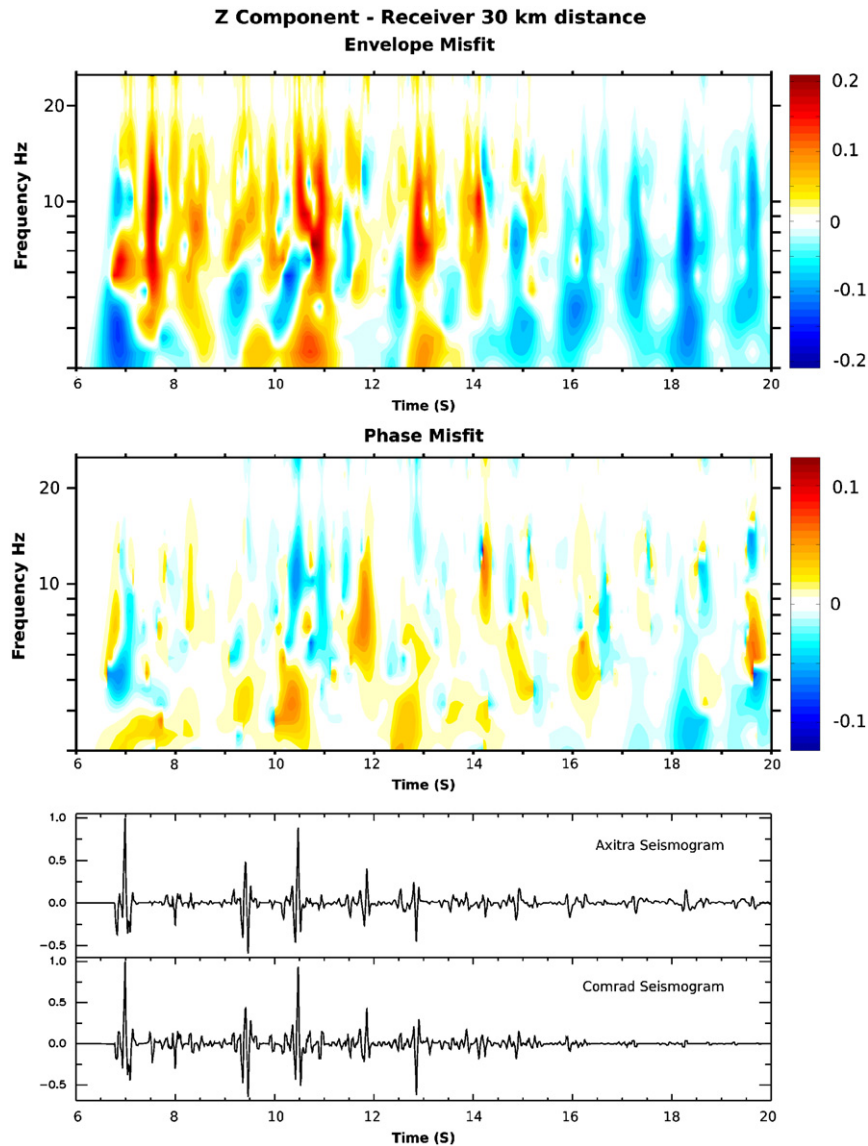 Z Component - Receiver 30 km distance
Envelope Misfit
Frequency Hz
20
10
6 8 10 12 14 16 18 20
Time (S)
0.2
0.1
0
-0.1
-0.2
Phase Misfit
Frequency Hz
20
10
6 8 10 12 14 16 18 20
Time (S)
0.1
0
-0.1
1.0
0.5
0.0
−0.5
Axitra Seismogram
1.0
0.5
0.0
−0.5
Comrad Seismogram
6 8 10 12 14 16 18 20
Time (S)